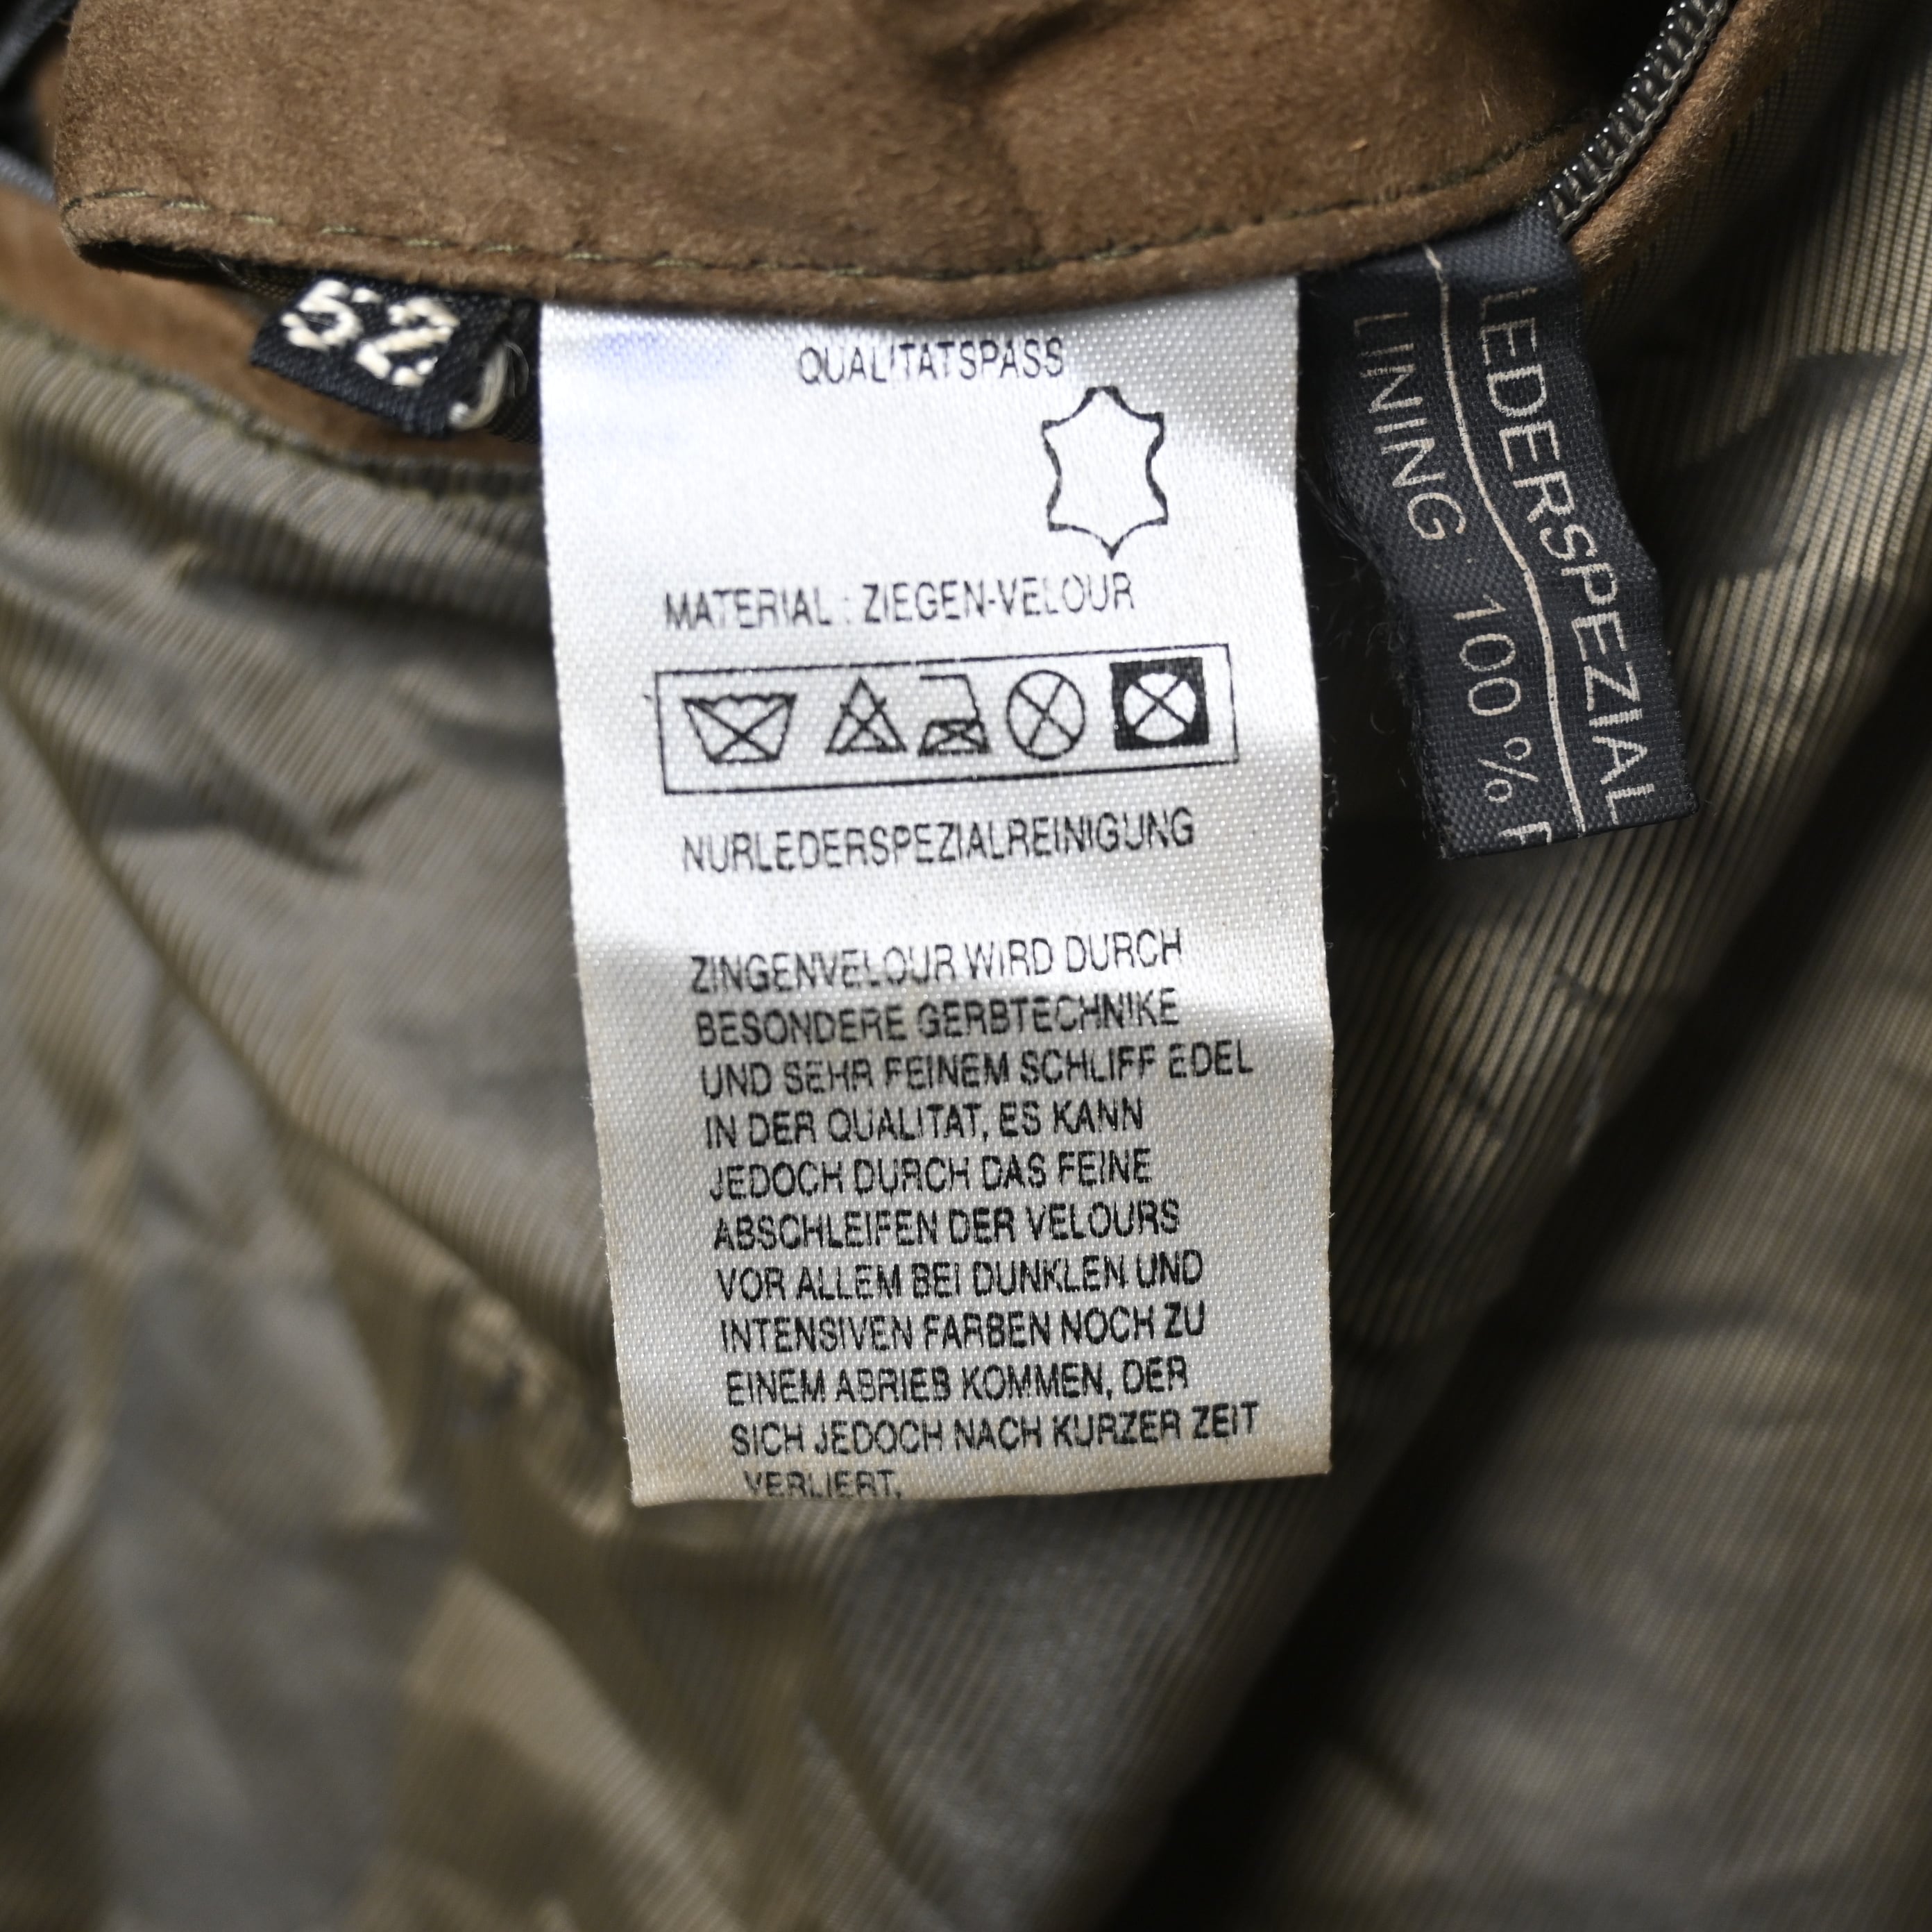 52
QUALITATSPASS
MATERIAL : ZIEGEN-VELOUR
NURLEDERSPEZIALREINIGUNG
ZINGENVELOUR WIRD DURCH
BESONDERE GERBTECHNIKE
UND SEHR FEINEM SCHLIFF EDEL
IN DER QUALITAT, ES KANN
JEDOCH DURCH DAS FEINE
ABSCHLEIFEN DER VELOURS
VOR ALLEM BEI DUNKLEN UND
INTENSIVEN FARBEN NOCH ZU
EINEM ABRIEB KOMMEN, DER
SICH JEDOCH NACH KURZER ZEIT
VERLIERT.
LEDERSPEZIAL
LINING 100 %